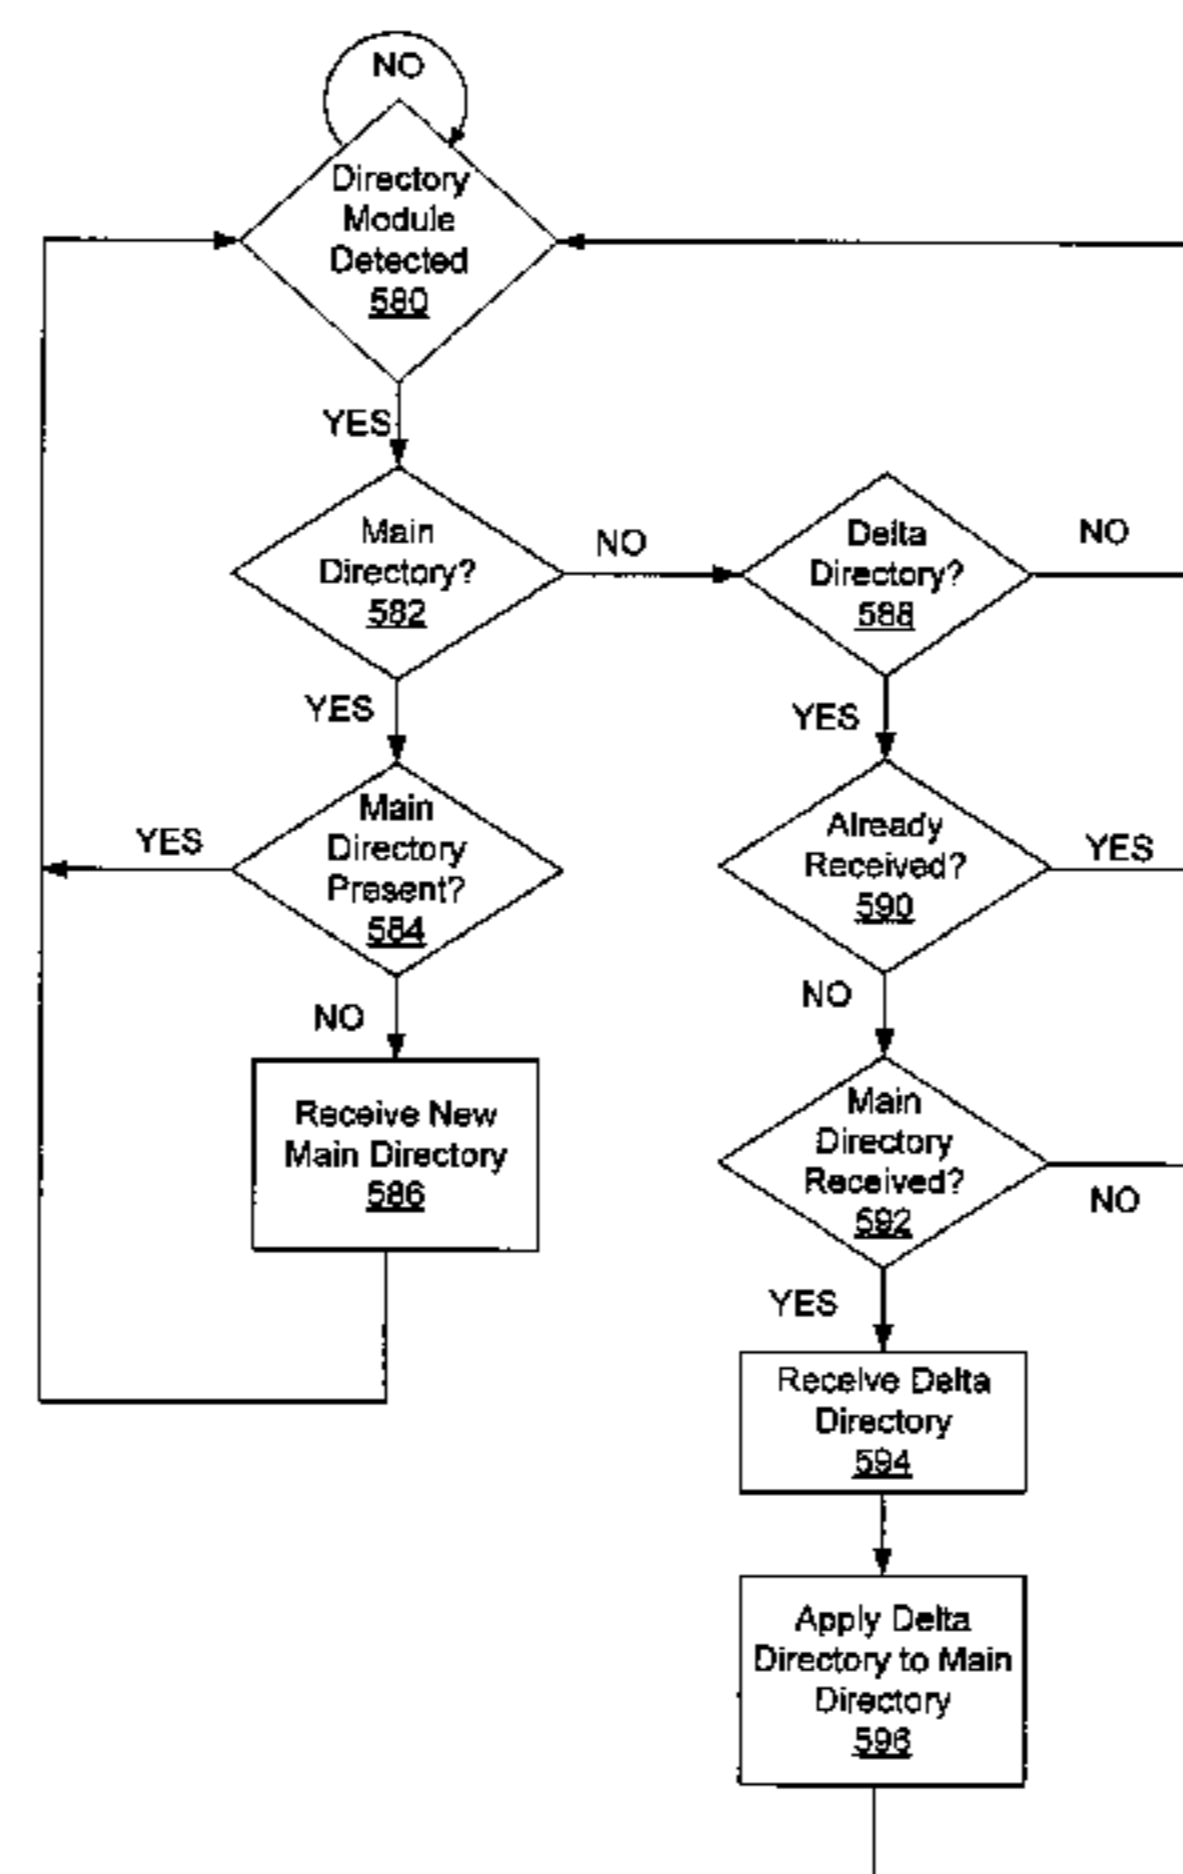 NO
Directory
Module
Detected
580
YES
Main
Directory?
582
NO
Delta
Directory?
588
NO
YES
Main
Directory
Present?
584
YES
NO
Receive New
Main Directory
586
YES
Already
Received?
590
YES
NO
Main
Directory
Received?
592
NO
YES
Receive Delta
Directory
594
Apply Delta
Directory to Main
Directory
596